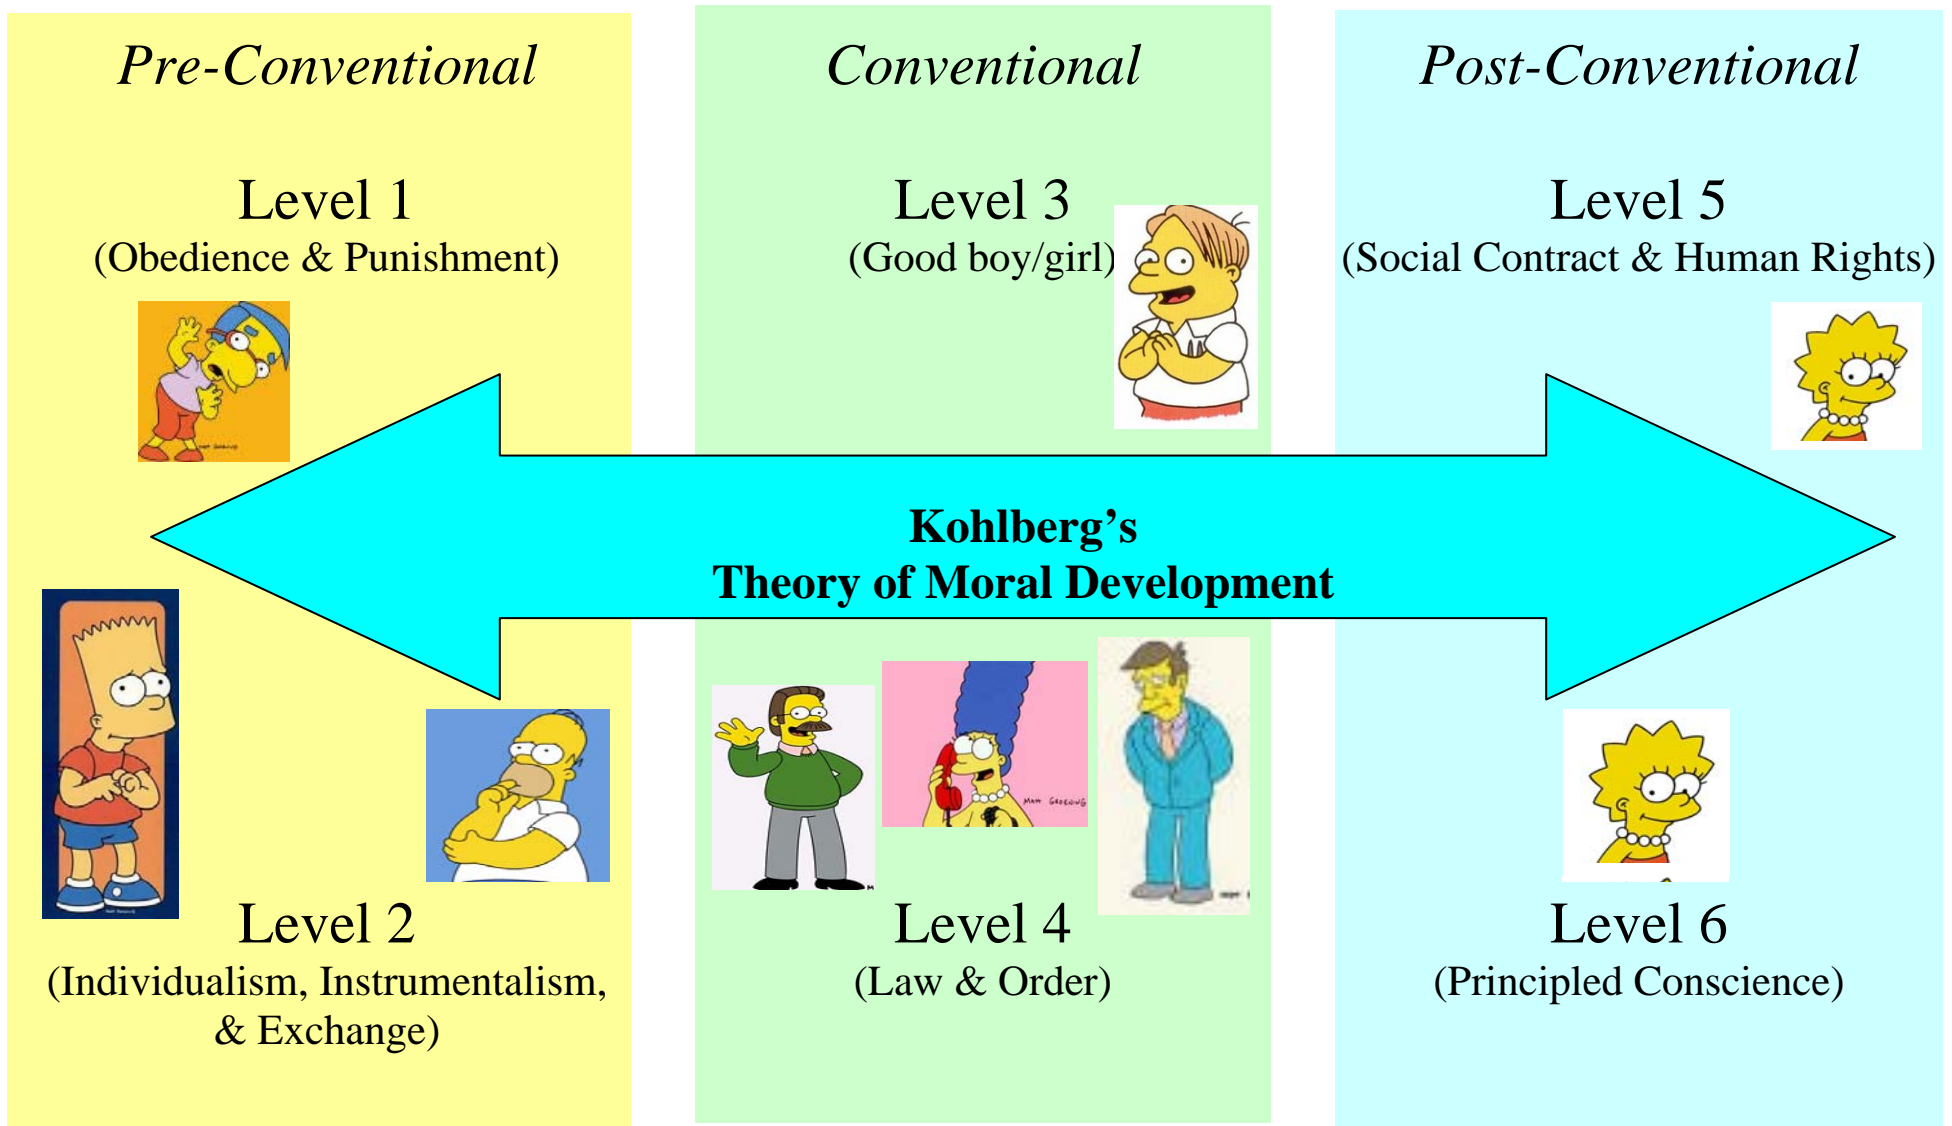 Pre-Conventional
Level 1
(Obedience & Punishment)
Level 2
(Individualism, Instrumentalism,
& Exchange)
Conventional
Level 3
(Good boy/girl)
Level 4
(Law & Order)
MATT GROENING
Post-Conventional
Level 5
(Social Contract & Human Rights)
Level 6
(Principled Conscience)
Kohlberg’s
Theory of Moral Development